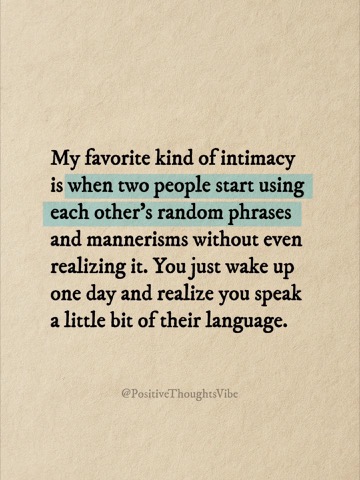 My favorite kind of intimacy
is when two people start using
each other's random phrases
and mannerisms without even
realizing it. You just wake up
one day and realize you speak
a little bit of their language.
@PositiveThoughtsVibe